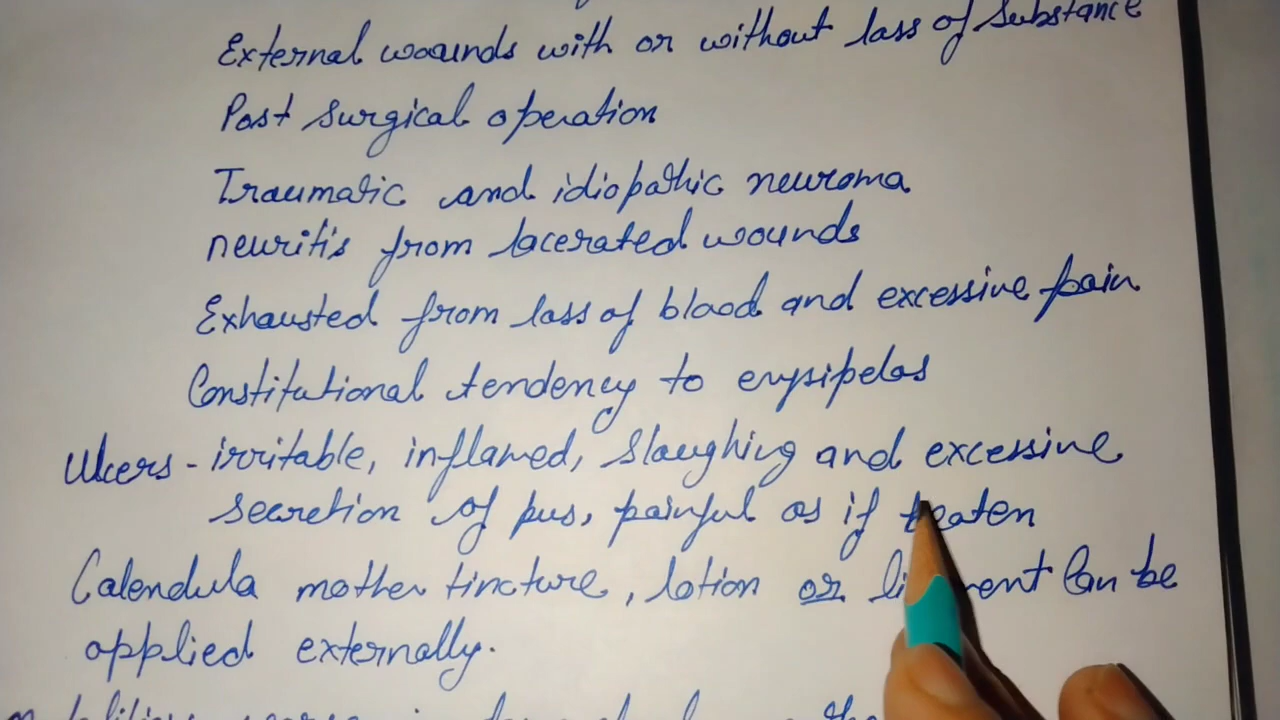 External wounds with or without loss of substance
Post surgical operation
Traumatic and idiopathic neuroma
neuritis from lacerated wounds
Exhausted from loss of blood and excessive pain
Constitutional tendency to erysipelas
Ulcers - irritable, inflamed, sloughing and excessive
secretion of pus, painful as if beaten
Calendula mother tincture, lotion or can be
applied externally.